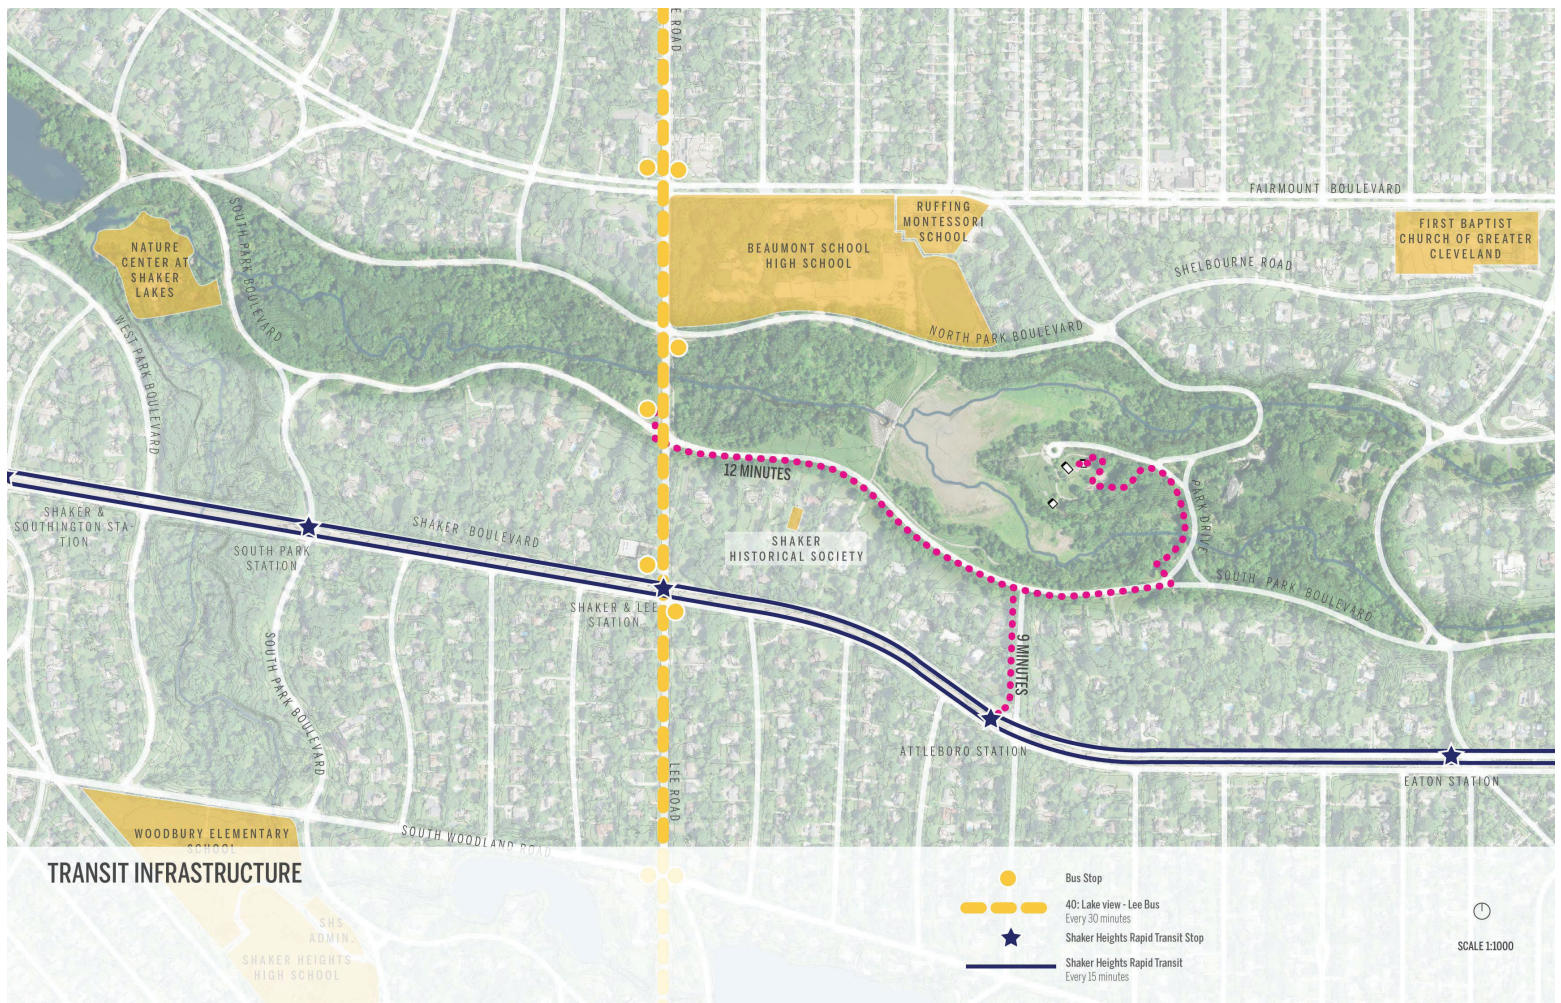 E ROAD
FAIRMOUNT BOULEVARD
RUFFING
MONTESSORI
SCHOOL
BEAUMONT SCHOOL
HIGH SCHOOL
FIRST BAPTIST
CHURCH OF GREATER
CLEVELAND
SOUTH PARK BOULEVARD
NATURE
CENTER AT
SHAKER
LAKES
SHELBOURNE ROAD
NORTH PARK BOULEVARD
WEST PARK BOULEVARD
12 MINUTES
PARK DRIVE
SHAKER &
SOUTHINGTON STA-
TION
SHAKER BOULEVARD
SOUTH PARK
STATION
SHAKER
HISTORICAL SOCIETY
SOUTH PARK BOULEVARD
SHAKER & LEE
STATION
SOUTH PARK BOULEVARD
9 MINUTES
ATTLEBORO STATION
EATON STATION
LEE ROAD
WOODBURY ELEMENTARY
SCHOOL
SOUTH WOODLAND ROAD
TRANSIT INFRASTRUCTURE
SHS
ADMIN.
SHAKER HEIGHTS
HIGH SCHOOL
Bus Stop
40: Lake view - Lee Bus
Every 30 minutes
Shaker Heights Rapid Transit Stop
Shaker Heights Rapid Transit
Every 15 minutes
SCALE 1:1000